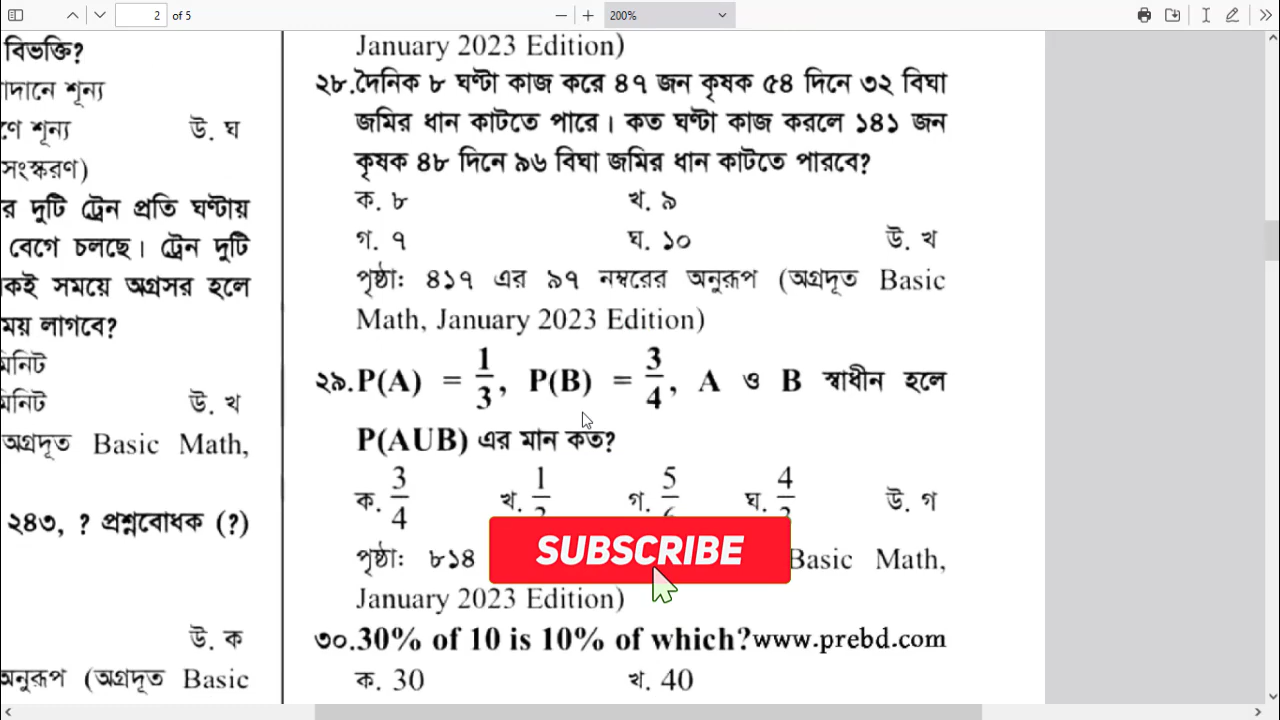 2 of 5
200%
বিভক্তি?
াদানে শূন্য
ণে শূন্য উ. ঘ
সংস্করণ)
র দুটি ট্রেন প্রতি ঘণ্টায়
বেগে চলছে। ট্রেন দুটি
কই সময়ে অগ্রসর হলে
ময় লাগবে?
মিনিট
মিনিট উ. খ
অগ্রদূত Basic Math,
২৪৩, ? প্রশ্নবোধক (?)
উ. ক
অনুরূপ (অগ্রদূত Basic
January 2023 Edition)
২৮.দৈনিক ৮ ঘণ্টা কাজ করে ৪৭ জন কৃষক ৫৪ দিনে ৩২ বিঘা
জমির ধান কাটতে পারে। কত ঘণ্টা কাজ করলে ১৪১ জন
কৃষক ৪৮ দিনে ৯৬ বিঘা জমির ধান কাটতে পারবে?
ক. ৮ খ. ৯
গ. ৭ ঘ. ১০ উ. খ
পৃষ্ঠা: ৪১৭ এর ৯৭ নম্বরের অনুরূপ (অগ্রদূত Basic
Math, January 2023 Edition)
২৯.P(A) = 1/3, P(B) = 3/4, A ও B স্বাধীন হলে
P(AUB) এর মান কত?
ক. 3/4 খ. 1 গ. 5 ঘ. 4 উ. গ
পৃষ্ঠা: ৮১৪ Basic Math,
SUBSCRIBE
January 2023 Edition)
৩০.30% of 10 is 10% of which?www.prebd.com
ক. 30 খ. 40